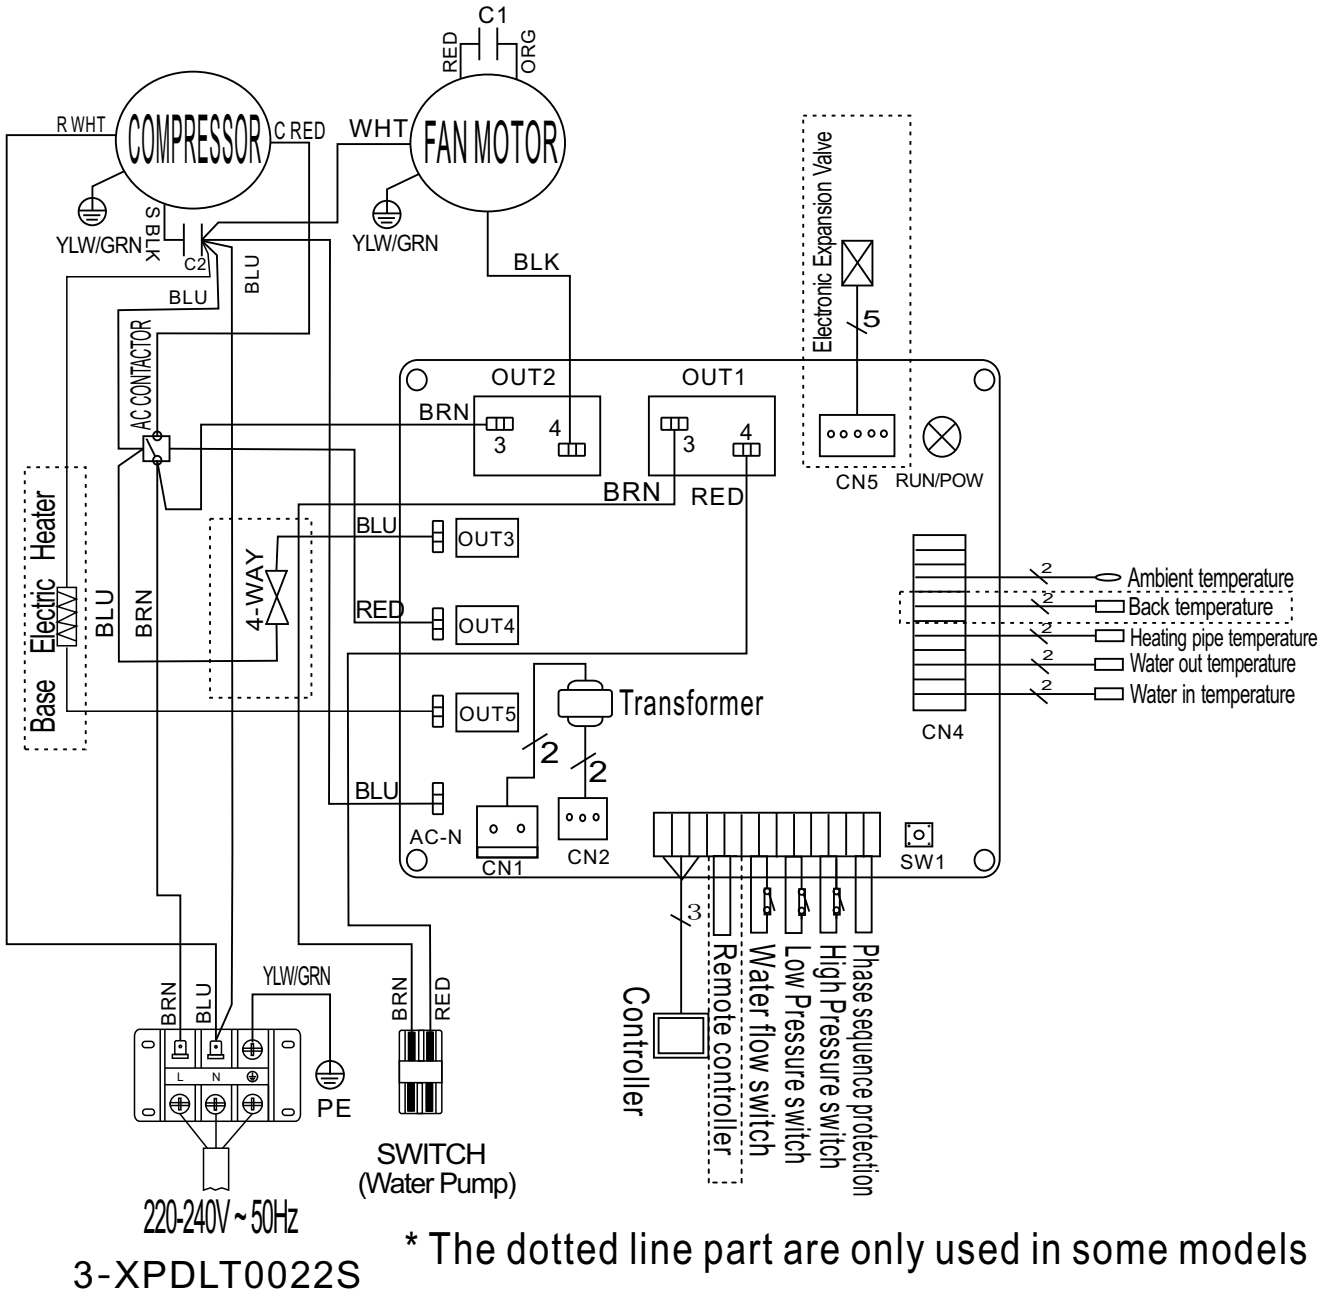 C1
RED
ORG
R WHT
COMPRESSOR
C RED
WHT
FAN MOTOR
YLW/GRN
S BLK
C2
YLW/GRN
BLU
BLU
BLK
Electronic Expansion Valve
5
AC CONTACTOR
OUT2
OUT1
BRN
3
4
3
4
BRN
RED
CN5
RUN/POW
BLU
OUT3
4-WAY
BLU
BRN
RED
OUT4
Base Electric Heater
OUT5
Transformer
2
2
BLU
AC-N
CN1
CN2
2
Ambient temperature
2
Back temperature
2
Heating pipe temperature
2
Water out temperature
2
Water in temperature
CN4
SW1
3
Controller
Remote controller
Water flow switch
Low Pressure switch
High Pressure switch
Phase sequence protection
BRN
BLU
YLW/GRN
L
N
PE
BRN
RED
SWITCH
(Water Pump)
220-240V ~ 50Hz
* The dotted line part are only used in some models
3-XPDLT0022S